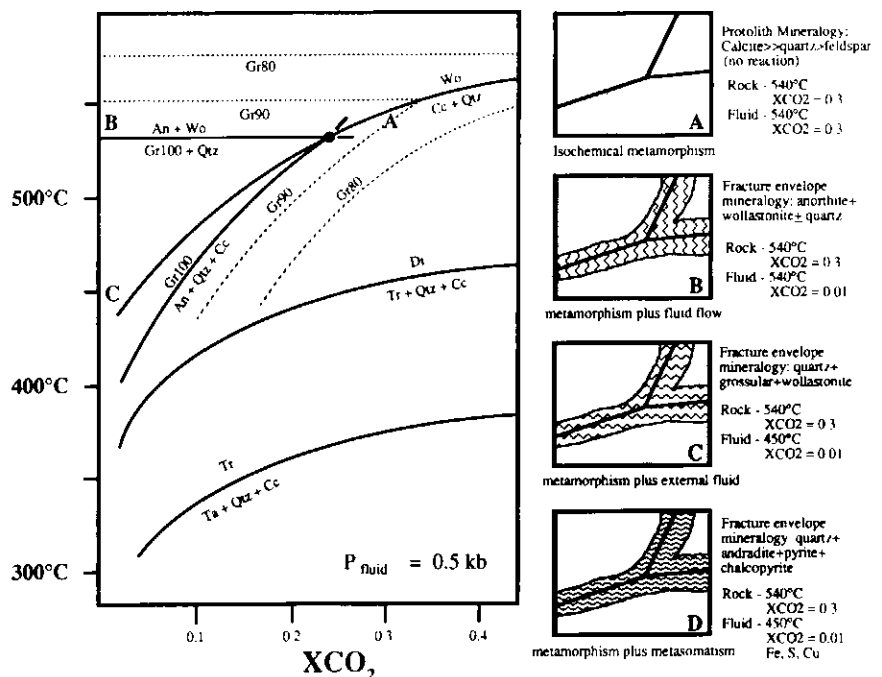 Gr80
Wo
Cc + Qtz
Gr90
A
B
An + Wo
Gr100 + Qtz
500°C
Gr90
Gr80
Gr100
An + Qtz + Cc
C
Di
Tr + Qtz + Cc
400°C
Tr
Ta + Qtz + Cc
P fluid = 0.5 kb
300°C
0.1
0.2
0.3
0.4
XCO2
A
Protolith Mineralogy:
Calcite>>quartz>feldspar
(no reaction)
Rock - 540°C
XCO2 = 0.3
Fluid - 540°C
XCO2 = 0.3
Isochemical metamorphism
B
Fracture envelope
mineralogy: anorthite+
wollastonite± quartz
Rock - 540°C
XCO2 = 0.3
Fluid - 540°C
XCO2 = 0.01
metamorphism plus fluid flow
C
Fracture envelope
mineralogy: quartz+
grossular+wollastonite
Rock - 540°C
XCO2 = 0.3
Fluid - 450°C
XCO2 = 0.01
metamorphism plus external fluid
D
Fracture envelope
mineralogy quartz+
andradite+pyrite+
chalcopyrite
Rock - 540°C
XCO2 = 0.3
Fluid - 450°C
XCO2 = 0.01
Fe, S, Cu
metamorphism plus metasomatism